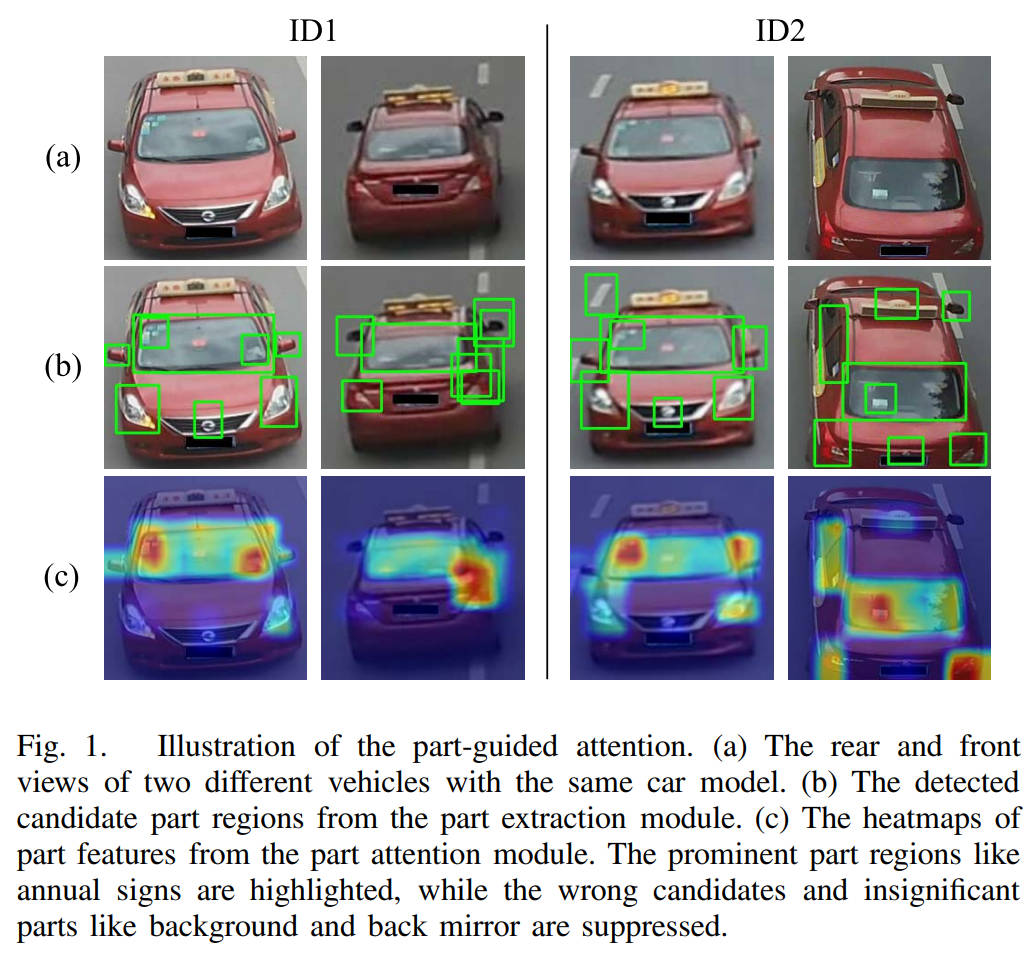 ID1
ID2
(a)
(b)
(c)
Fig. 1. Illustration of the part-guided attention. (a) The rear and front
views of two different vehicles with the same car model. (b) The detected
candidate part regions from the part extraction module. (c) The heatmaps of
part features from the part attention module. The prominent part regions like
annual signs are highlighted, while the wrong candidates and insignificant
parts like background and back mirror are suppressed.